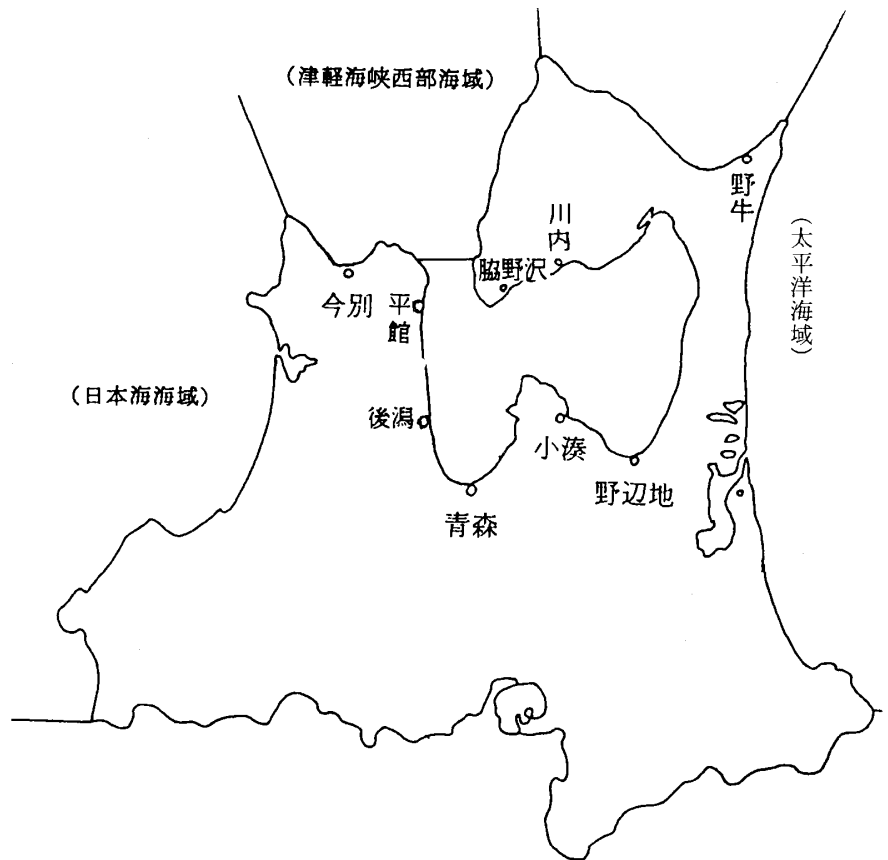 （津軽海峡西部海域）
野牛
川内
（太平洋海域）
脇野沢
今別
平館
（日本海海域）
後潟
小湊
野辺地
青森